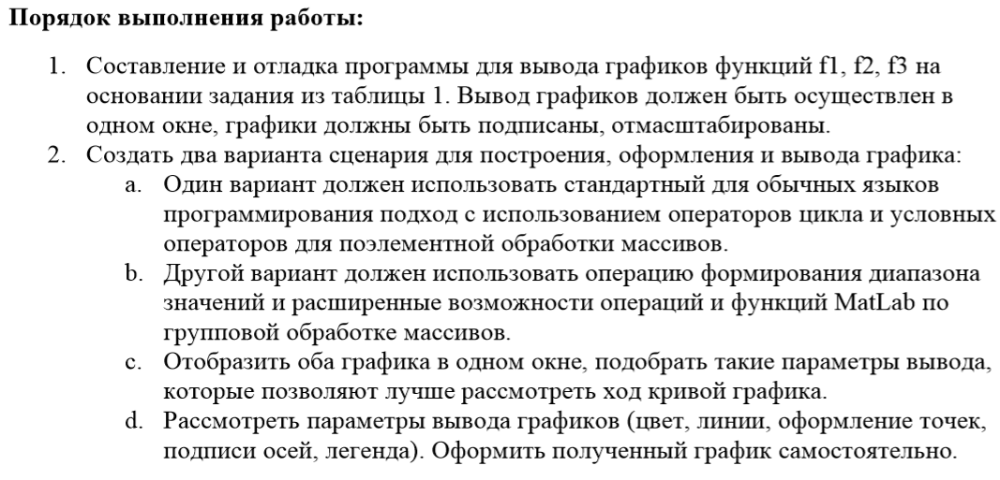 Порядок выполнения работы:
1. Составление и отладка программы для вывода графиков функций f1, f2, f3 на
основании задания из таблицы 1. Вывод графиков должен быть осуществлен в
одном окне, графики должны быть подписаны, отмасштабированы.
2. Создать два варианта сценария для построения, оформления и вывода графика:
a. Один вариант должен использовать стандартный для обычных языков
программирования подход с использованием операторов цикла и условных
операторов для поэлементной обработки массивов.
b. Другой вариант должен использовать операцию формирования диапазона
значений и расширенные возможности операций и функций MatLab по
групповой обработке массивов.
c. Отобразить оба графика в одном окне, подобрать такие параметры вывода,
которые позволяют лучше рассмотреть ход кривой графика.
d. Рассмотреть параметры вывода графиков (цвет, линии, оформление точек,
подписи осей, легенда). Оформить полученный график самостоятельно.